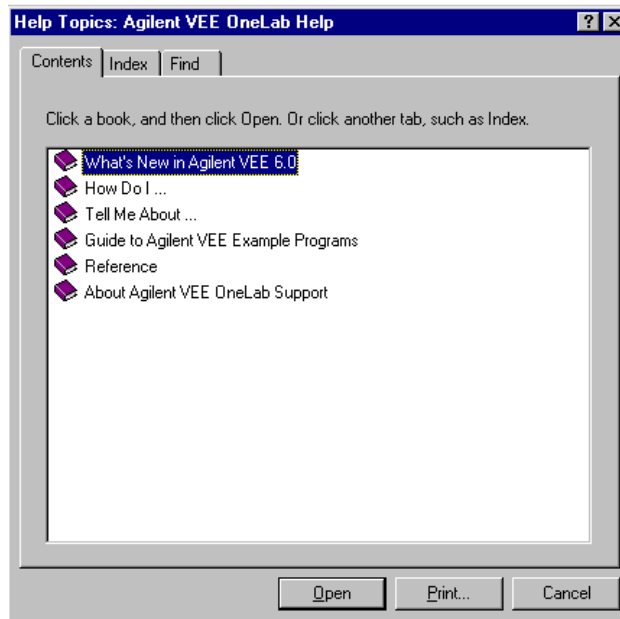 Help Topics: Agilent VEE OneLab Help
Contents Index Find
Click a book, and then click Open. Or click another tab, such as Index.
What's New in Agilent VEE 6.0
How Do I ...
Tell Me About ...
Guide to Agilent VEE Example Programs
Reference
About Agilent VEE OneLab Support
Open Print... Cancel